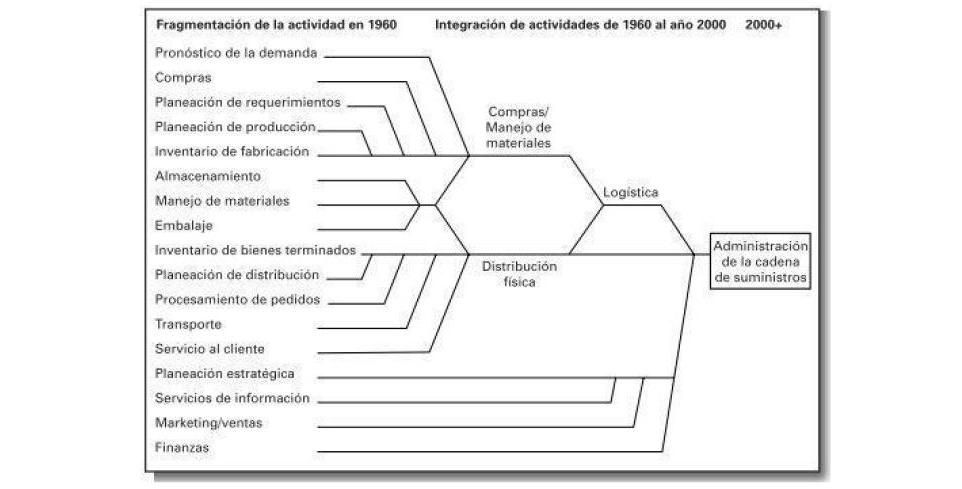 Fragmentación de la actividad en 1960 Integración de actividades de 1960 al año 2000 2000+
Pronóstico de la demanda
Compras
Planeación de requerimientos
Planeación de producción
Inventario de fabricación
Almacenamiento
Manejo de materiales
Embalaje
Inventario de bienes terminados
Planeación de distribución
Procesamiento de pedidos
Transporte
Servicio al cliente
Planeación estratégica
Servicios de información
Marketing/ventas
Finanzas
Compras/
Manejo de
materiales
Distribución
física
Logística
Administración
de la cadena
de suministros